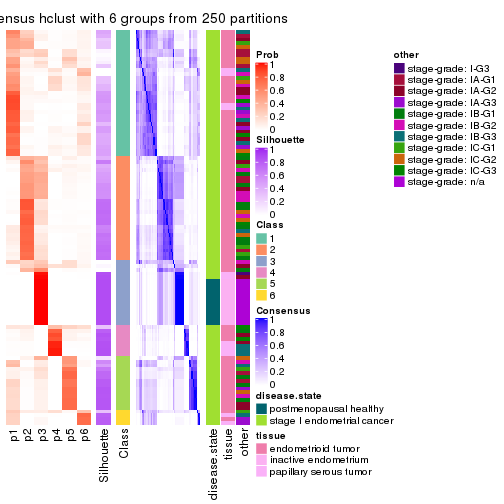 ensus hclust with 6 groups from 250 partitions
Prob
1
0.8
0.6
0.4
0.2
0
Silhouette
1
0.8
0.6
0.4
0.2
0
Class
1
2
3
4
5
6
Consensus
1
0.8
0.6
0.4
0.2
0
disease.state
postmenopausal healthy
stage I endometrial cancer
tissue
endometrioid tumor
inactive endometrium
papillary serous tumor
other
stage-grade: I-G3
stage-grade: IA-G1
stage-grade: IA-G2
stage-grade: IA-G3
stage-grade: IB-G1
stage-grade: IB-G2
stage-grade: IB-G3
stage-grade: IC-G1
stage-grade: IC-G2
stage-grade: IC-G3
stage-grade: n/a
p1
p2
p3
p4
p5
p6
Silhouette
Class
disease.state
tissue
other